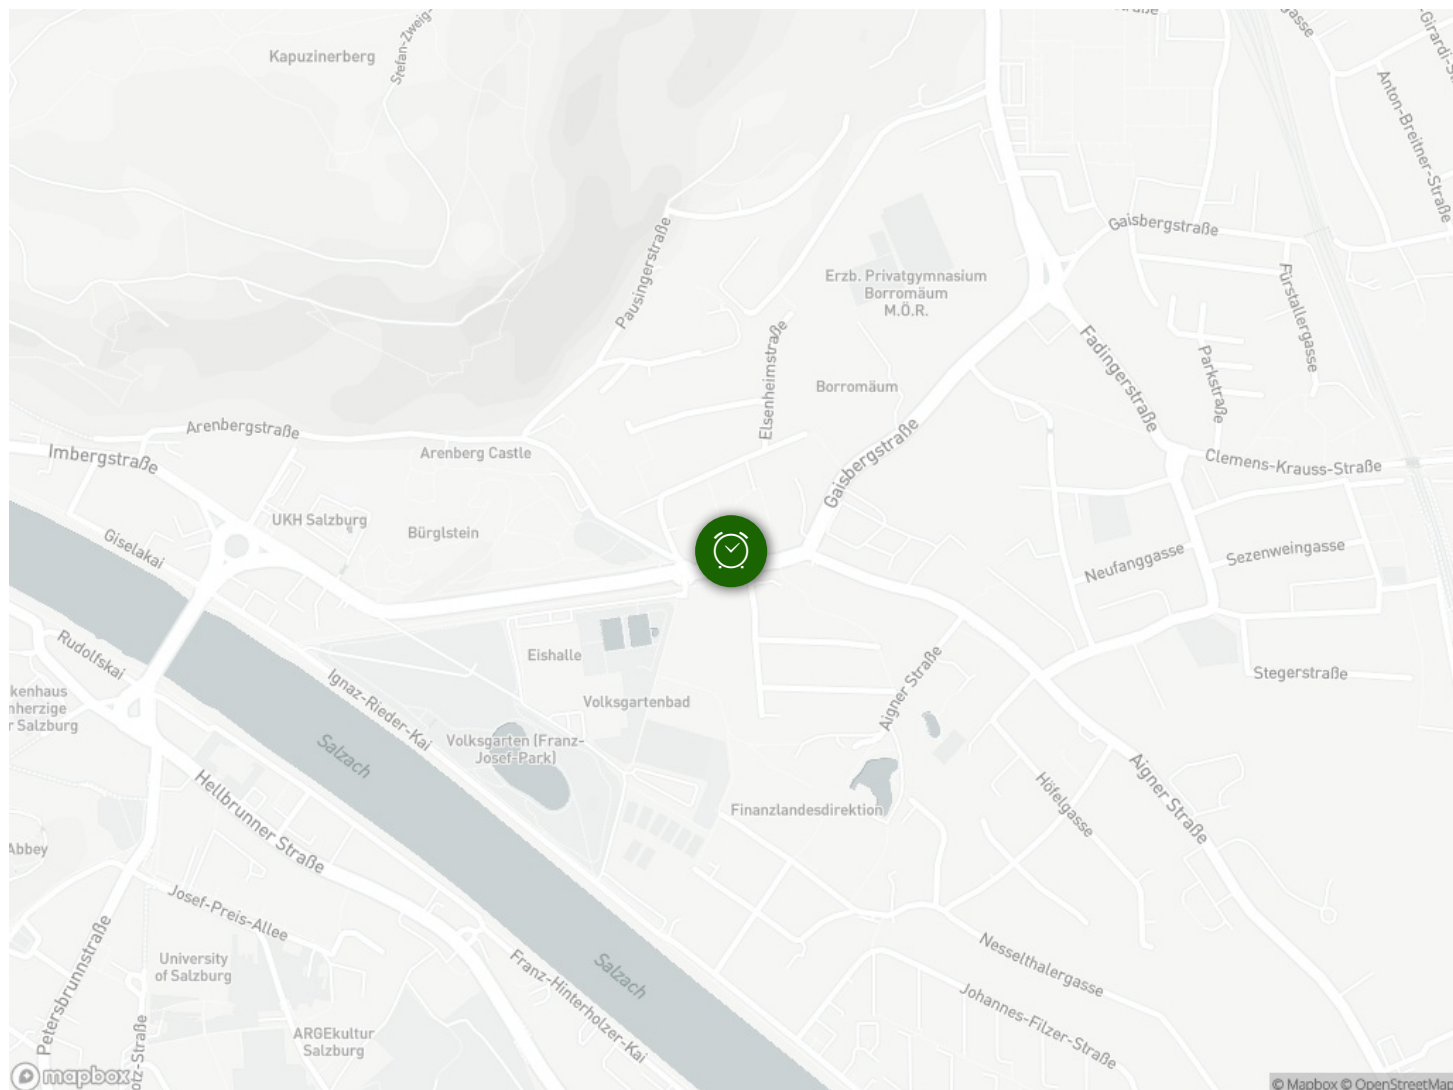 Kapuzinerberg
Stefan-Zweig-
Anton-Breitner-Straße
Gaisbergstraße
Erzb. Privatgymnasium
Borromäum
M.Ö.R.
Pausingerstraße
Fürstallergasse
Elsenheimstraße
Fadingerstraße
Parkstraße
Borromäum
Arenbergstraße
Imbergstraße
Arenberg Castle
Gaisbergstraße
Clemens-Krauss-Straße
UKH Salzburg
Bürglstein
Giselakai
Neufanggasse
Sezenweingasse
Rudolfskai
Eishalle
Aigner Straße
Stegerstraße
kenhaus
nherzige
r Salzburg
Ignaz-Rieder-Kai
Volksgartenbad
Salzach
Volksgarten (Franz-
Josef-Park)
Hellbrunner Straße
Finanzlandesdirektion
Höfelgasse
Aigner Straße
Abbey
Josef-Preis-Allee
University
of Salzburg
Petersbrunnstraße
Franz-Hinterholzer-Kai
Salzach
Nesselthalergasse
Johannes-Filzer-Straße
ARGEkultur
Salzburg
otz-Straße
mapbox
© Mapbox © OpenStreetMap